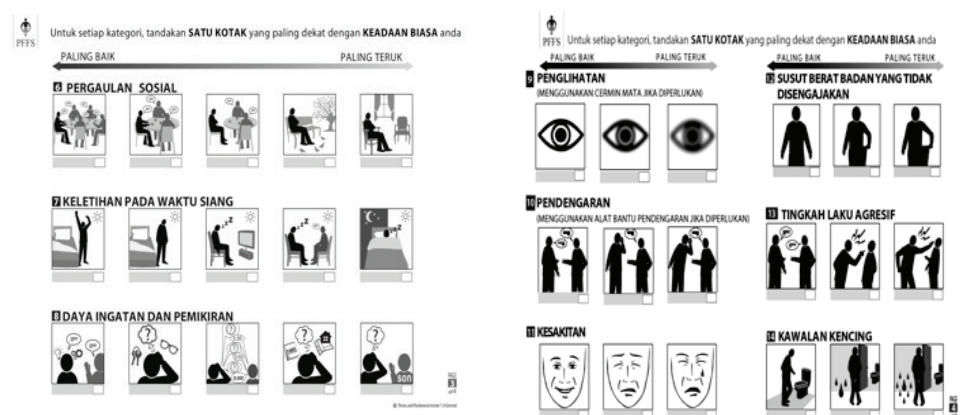 PFFS
Untuk setiap kategori, tandakan SATU KOTAK yang paling dekat dengan KEADAAN BIASA anda
PALING BAIK PALING TERUK
6 PERGAULAN SOSIAL
7 KELETIHAN PADA WAKTU SIANG
8 DAYA INGATAN DAN PEMIKIRAN
son
3
PFFS
Untuk setiap kategori, tandakan SATU KOTAK yang paling dekat dengan KEADAAN BIASA anda
PALING BAIK PALING TERUK
9 PENGLIHATAN
(MENGGUNAKAN CERMIN MATA JIKA DIPERLUKAN)
10 PENDENGARAN
(MENGGUNAKAN ALAT BANTU PENDENGARAN JIKA DIPERLUKAN)
11 KESAKITAN
PALING BAIK PALING TERUK
12 SUSUT BERAT BADAN YANG TIDAK
DISENGAJAKAN
13 TINGKAH LAKU AGRESIF
14 KAWALAN KENCING
4